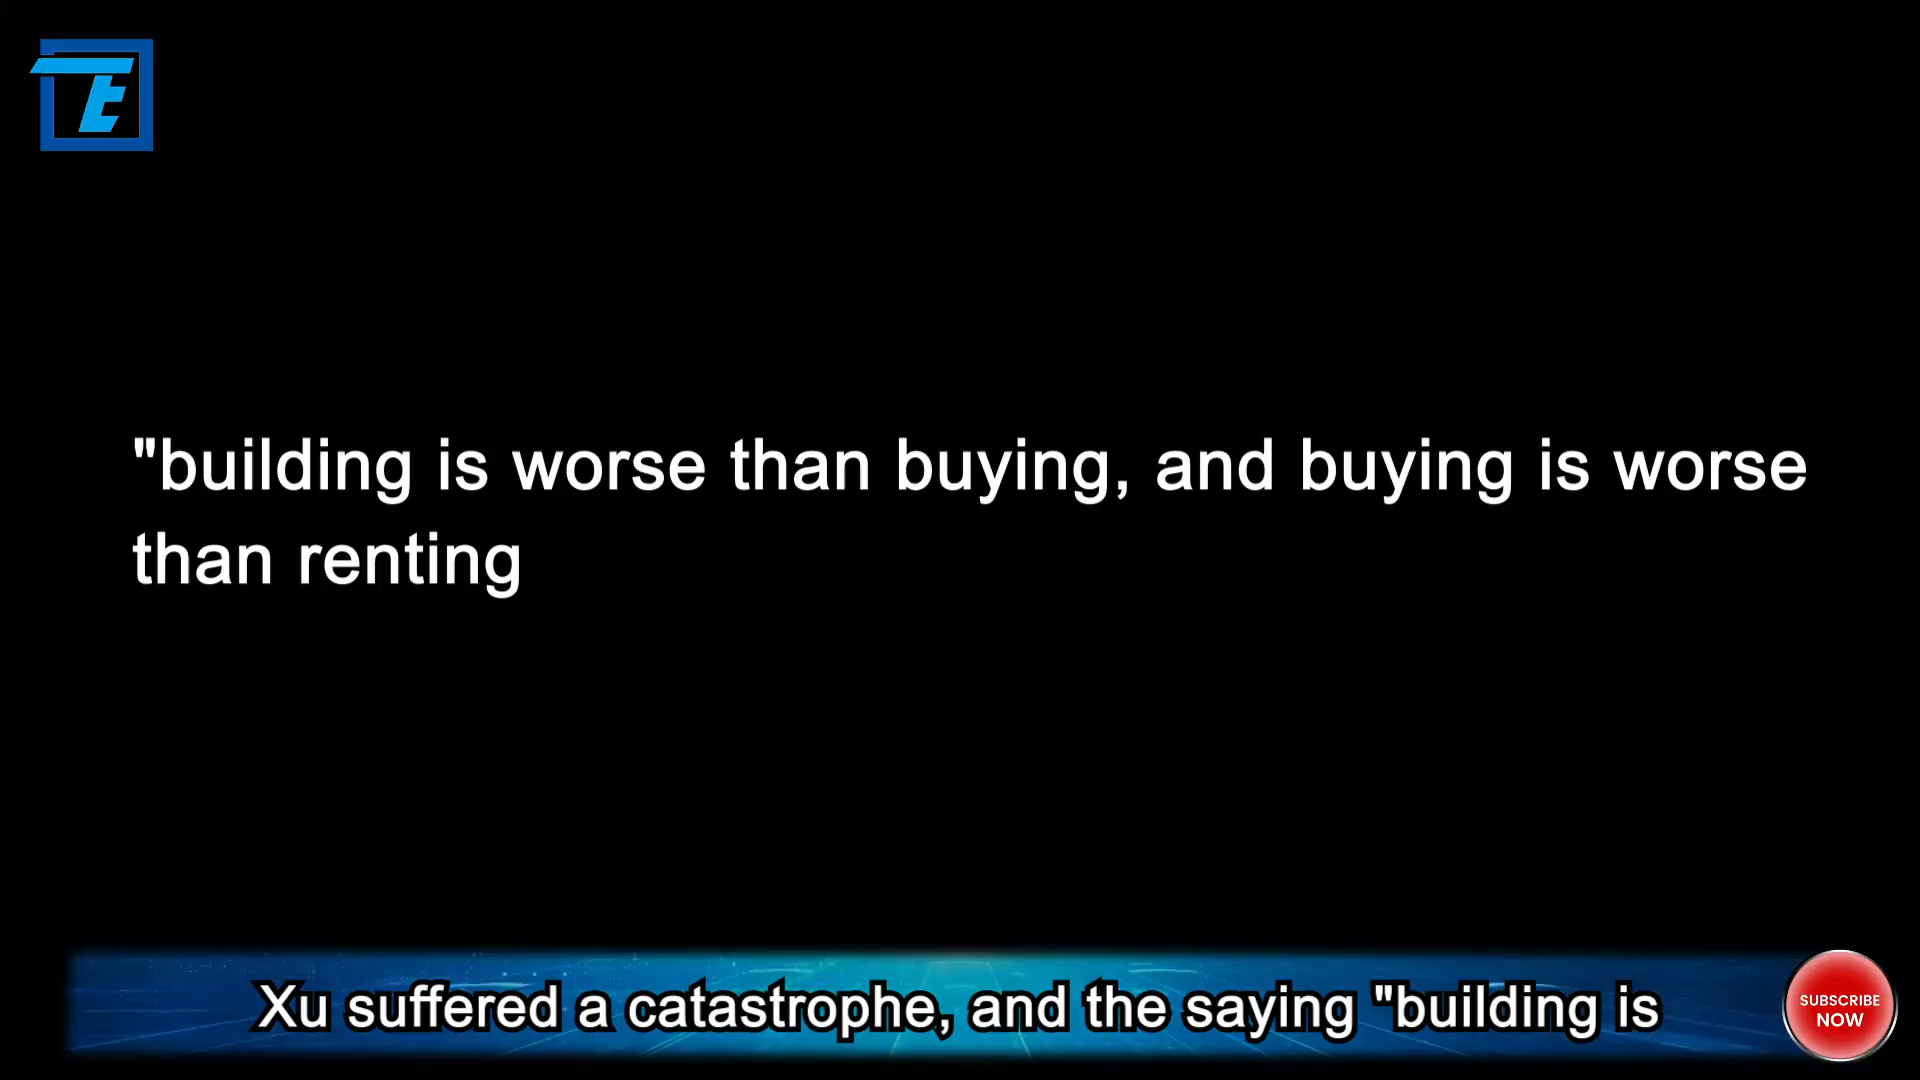 TE
"building is worse than buying, and buying is worse
than renting
Xu suffered a catastrophe, and the saying "building is
SUBSCRIBE
NOW